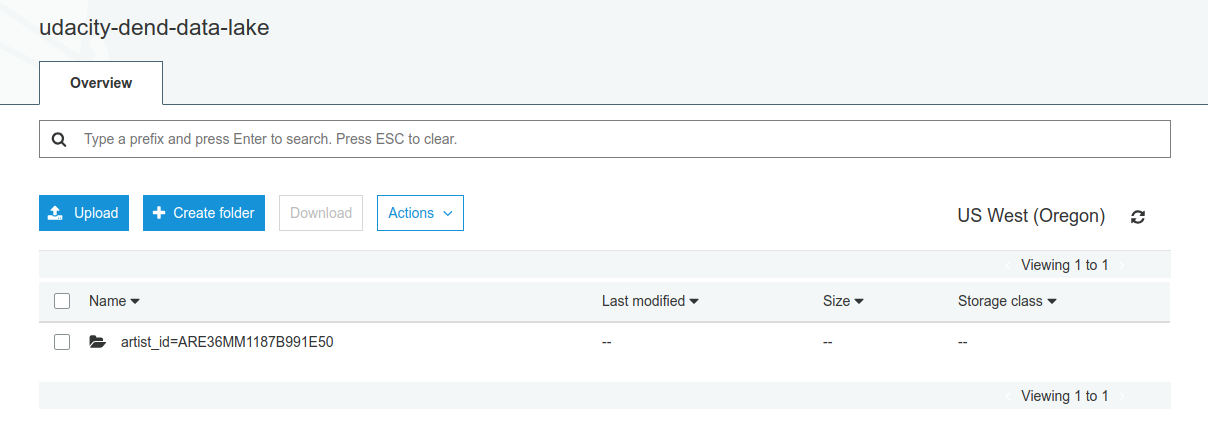 udacity-dend-data-lake
Overview
Type a prefix and press Enter to search. Press ESC to clear.
Upload Create folder Download Actions US West (Oregon)
Viewing 1 to 1
Name Last modified Size Storage class
artist_id=ARE36MM1187B991E50 -- -- --
Viewing 1 to 1